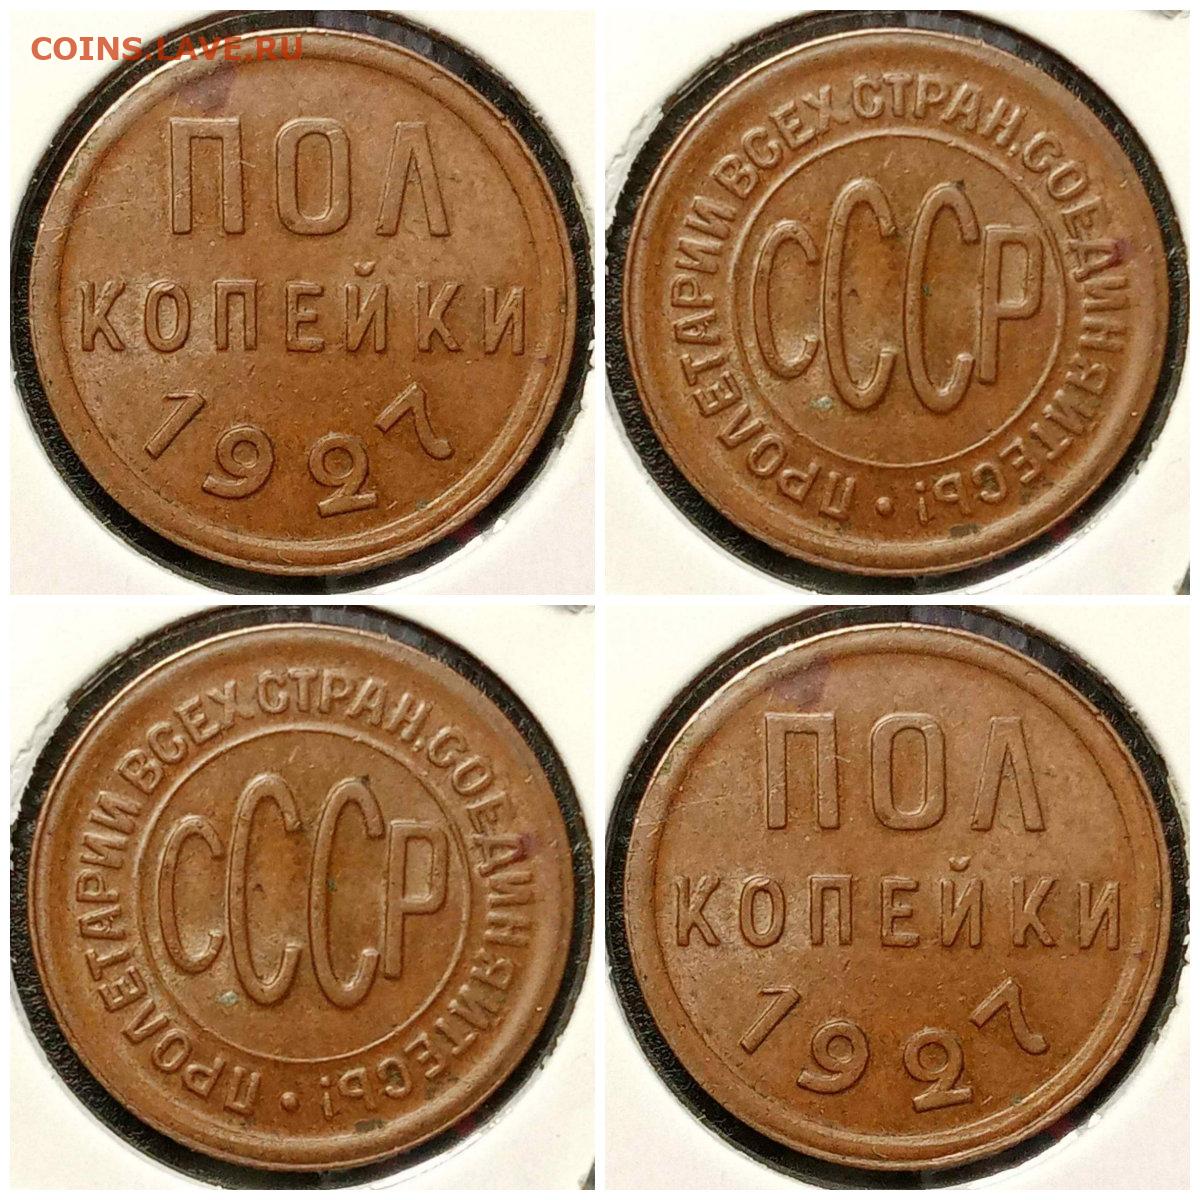 COINS.LAVE.RU
ПОЛ
КОПЕЙКИ
1927
ПРОЛЕТАРИИ ВСЕХ СТРАН, СОЕДИНЯЙТЕСЬ!
СССР
ПРОЛЕТАРИИ ВСЕХ СТРАН, СОЕДИНЯЙТЕСЬ!
СССР
ПОЛ
КОПЕЙКИ
1927